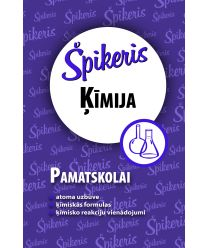 Špikeris
ĶĪMIJA
PAMATSKOLAI
atoma uzbūve
ķīmiskās formulas
ķīmisko reakciju vienādojumi